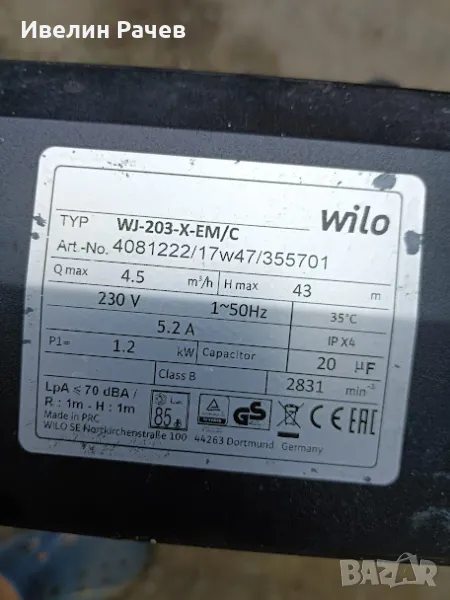 Ивелин Рачев
wilo
TYP WJ-203-X-EM/C
Art.-No. 4081222/17w47/355701
Q max 4.5 m³/h H max 43 m
230 V 1~50Hz 35°C
5.2 A IP X4
P1= 1.2 kW Capacitor 20 µF
Class B 2831 min⁻¹
LpA ≤ 70 dBA /
R : 1m - H : 1m
85 GS CE EAC
Made in PRC
WILO SE Nortkirchenstraße 100 44263 Dortmund Germany
BAZAR